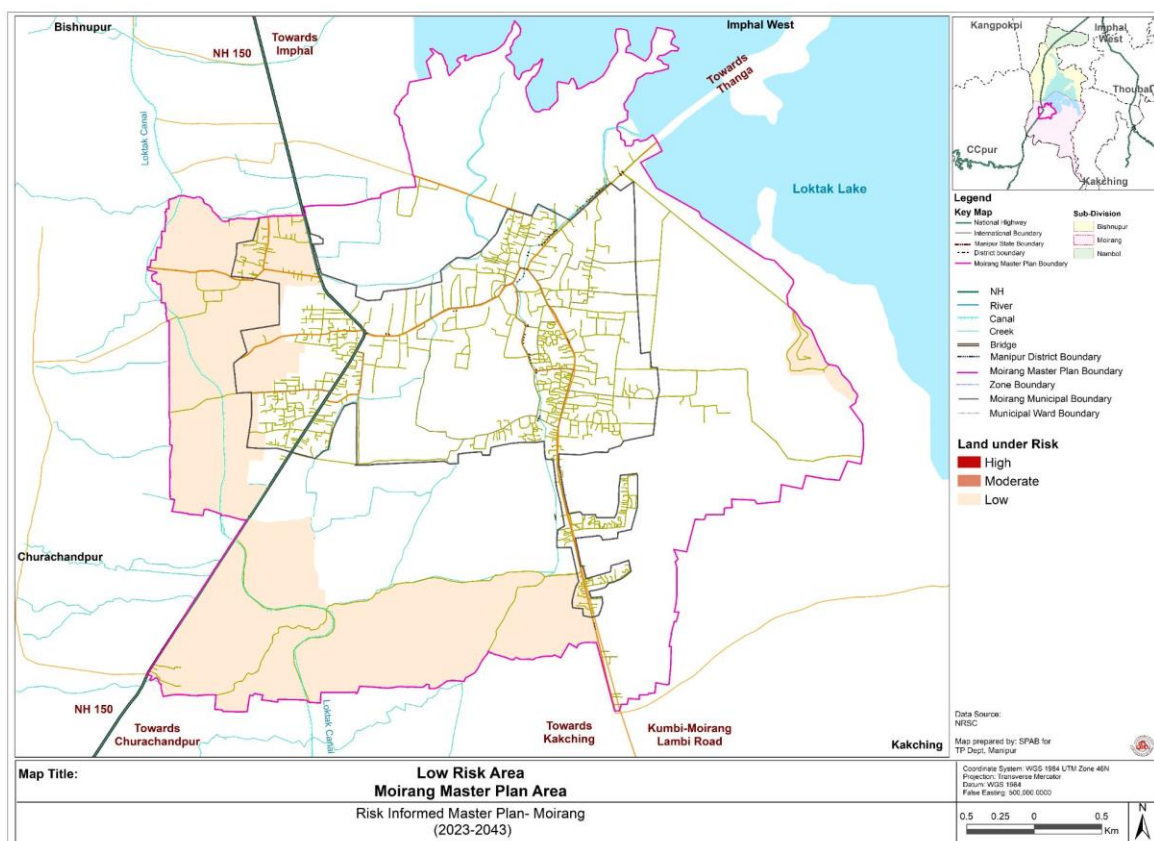 Bishnupur
NH 150
Towards
Imphal
Imphal West
Towards
Thanga
Loktak Canal
Loktak Lake
Churachandpur
NH 150
Towards
Churachandpur
Loktak Canal
Towards
Kakching
Kumbi-Moirang
Lambi Road
Kakching
Kangpokpi
Imphal
West
Thoubal
CCpur
Kakching
Legend
Key Map
National Highway
International Boundary
Manipur State Boundary
District boundary
Moirang Master Plan Boundary
Sub-Division
Bishnupur
Moirang
Nambol
NH
River
Canal
Creek
Bridge
Manipur District Boundary
Moirang Master Plan Boundary
Zone Boundary
Moirang Municipal Boundary
Municipal Ward Boundary
Land under Risk
High
Moderate
Low
Data Source:
NRSC
Map prepared by: SPAB for
TP Dept, Manipur
Map Title:
Low Risk Area
Moirang Master Plan Area
Risk Informed Master Plan- Moirang
(2023-2043)
Coordinate System: WGS 1984 UTM Zone 46N
Projection: Transverse Mercator
Datum: WGS 1984
False Easting: 500,000.0000
0.5 0.25 0 0.5
Km
N